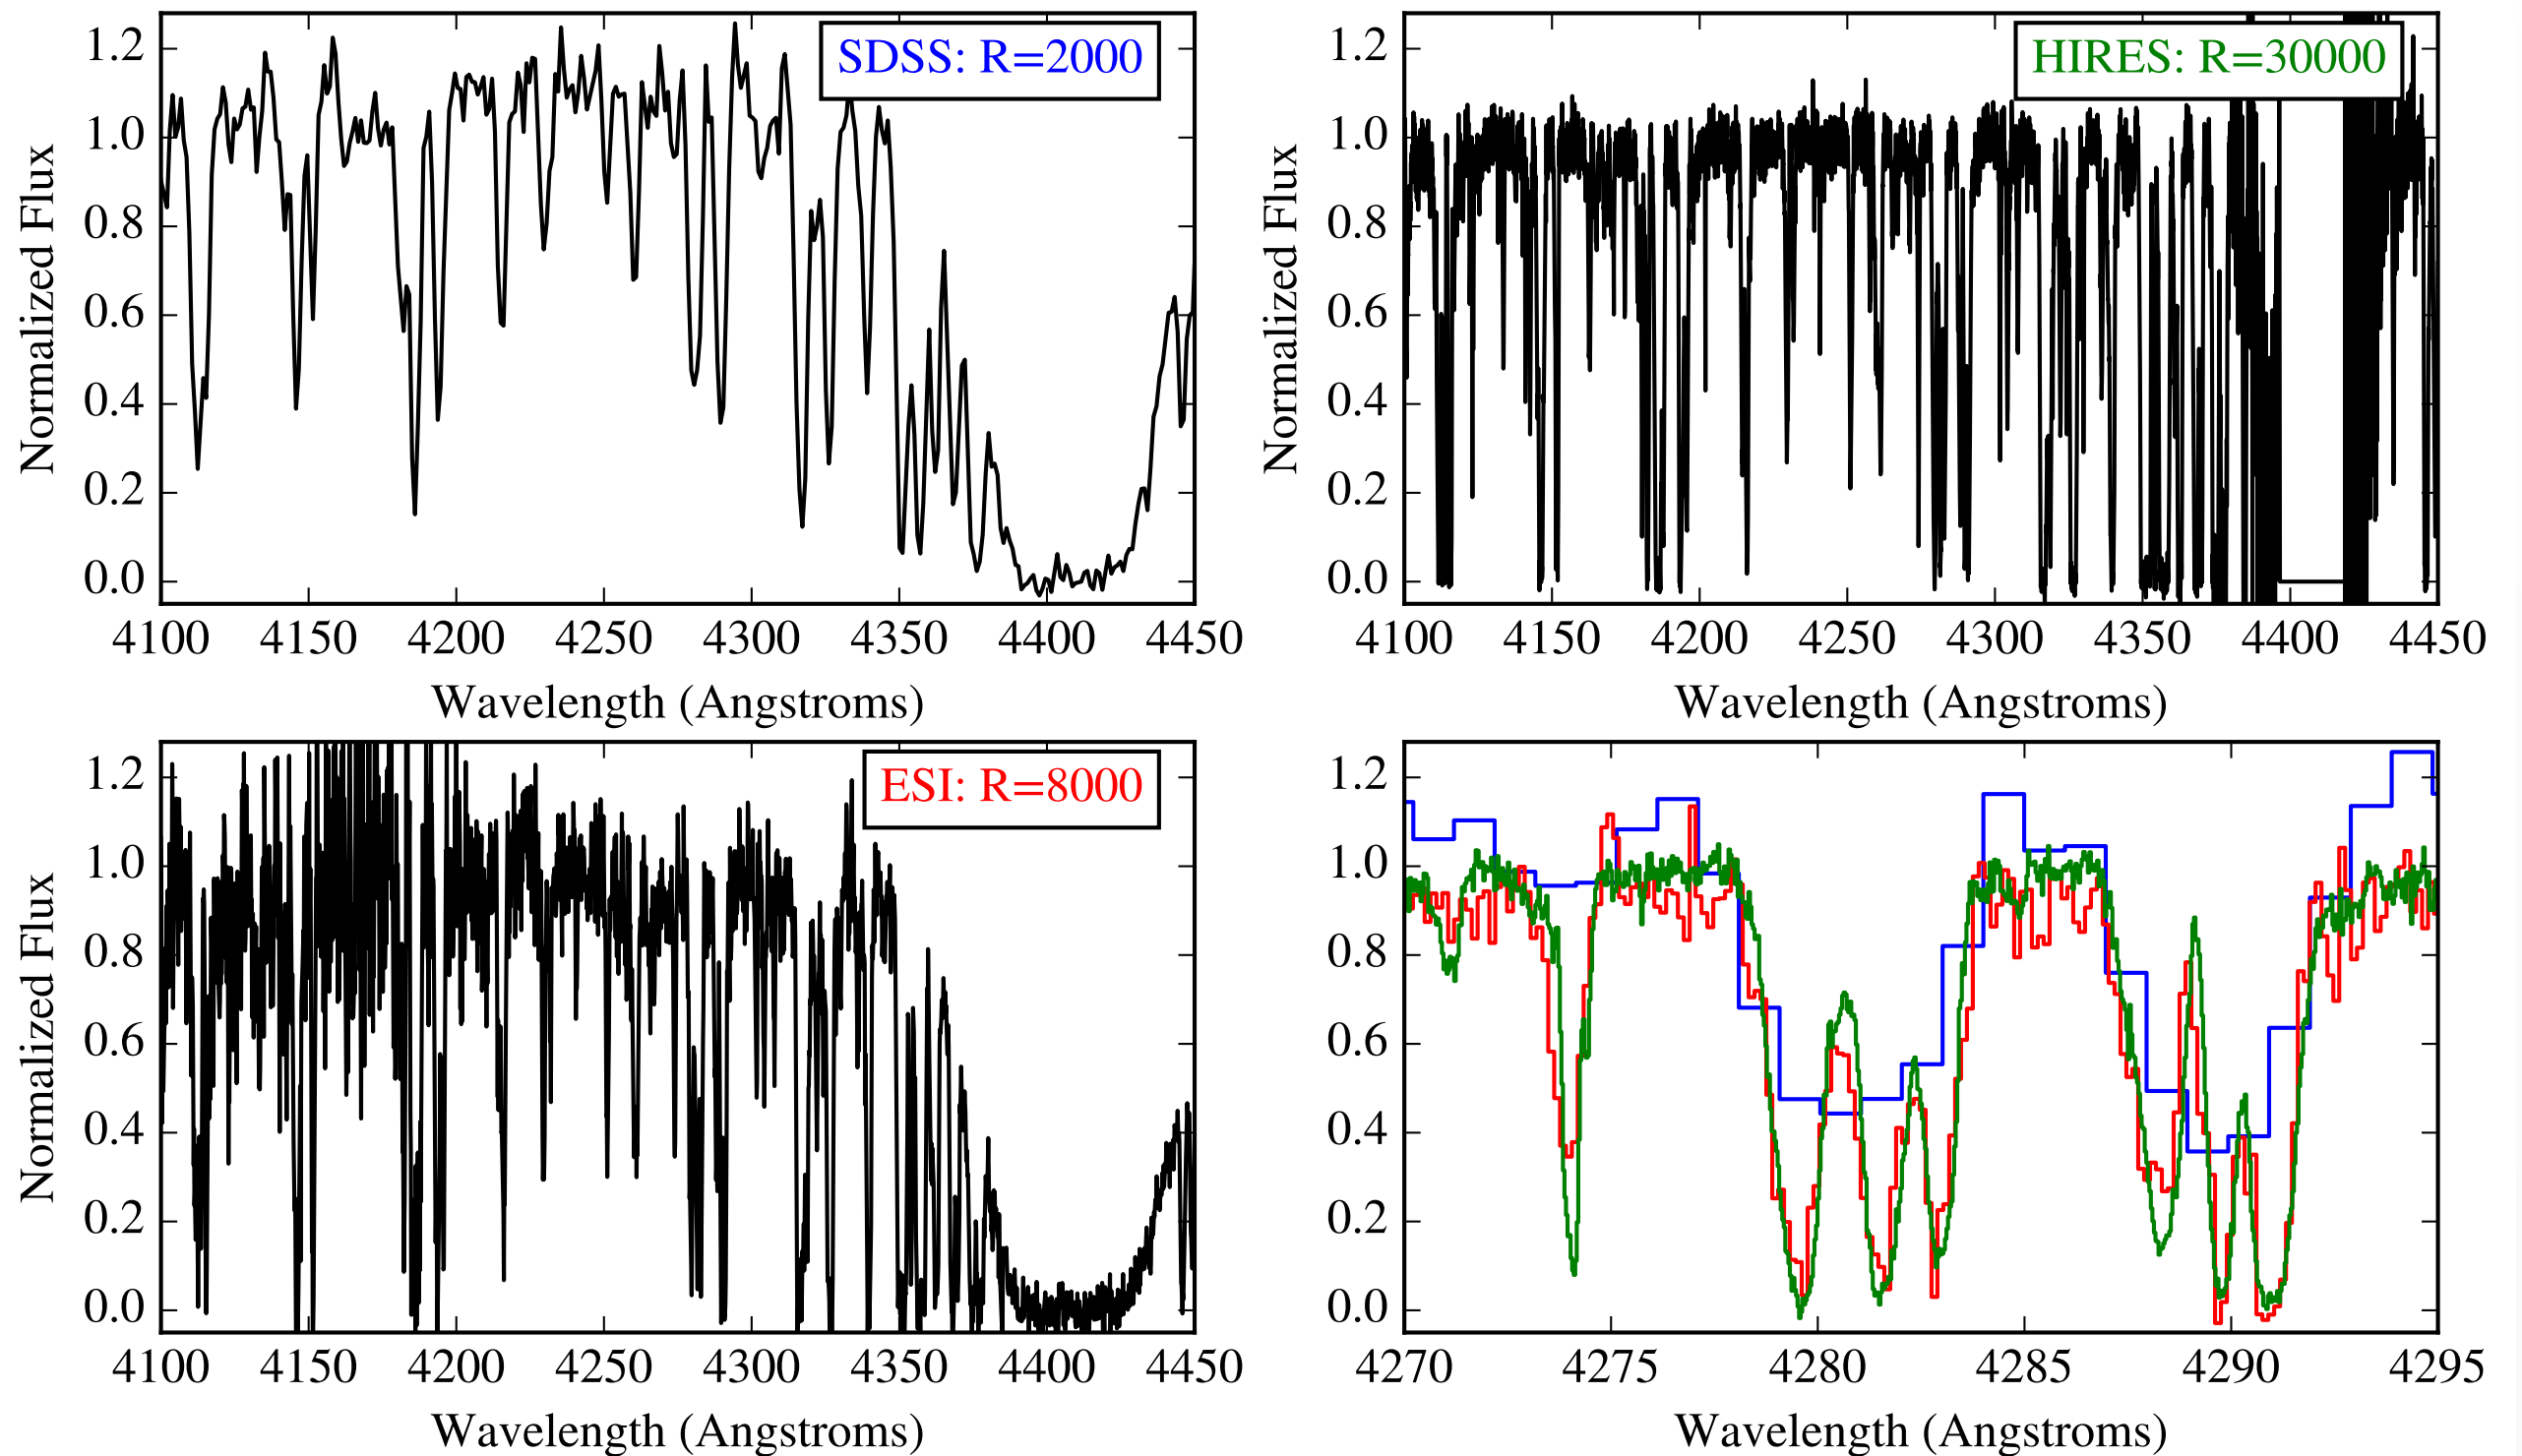 SDSS: R=2000
1.2
1.0
0.8
0.6
0.4
0.2
0.0
Normalized Flux
4100 4150 4200 4250 4300 4350 4400 4450
Wavelength (Angstroms)
HIRES: R=30000
1.2
1.0
0.8
0.6
0.4
0.2
0.0
Normalized Flux
4100 4150 4200 4250 4300 4350 4400 4450
Wavelength (Angstroms)
ESI: R=8000
1.2
1.0
0.8
0.6
0.4
0.2
0.0
Normalized Flux
4100 4150 4200 4250 4300 4350 4400 4450
Wavelength (Angstroms)
1.2
1.0
0.8
0.6
0.4
0.2
0.0
4270 4275 4280 4285 4290 4295
Wavelength (Angstroms)